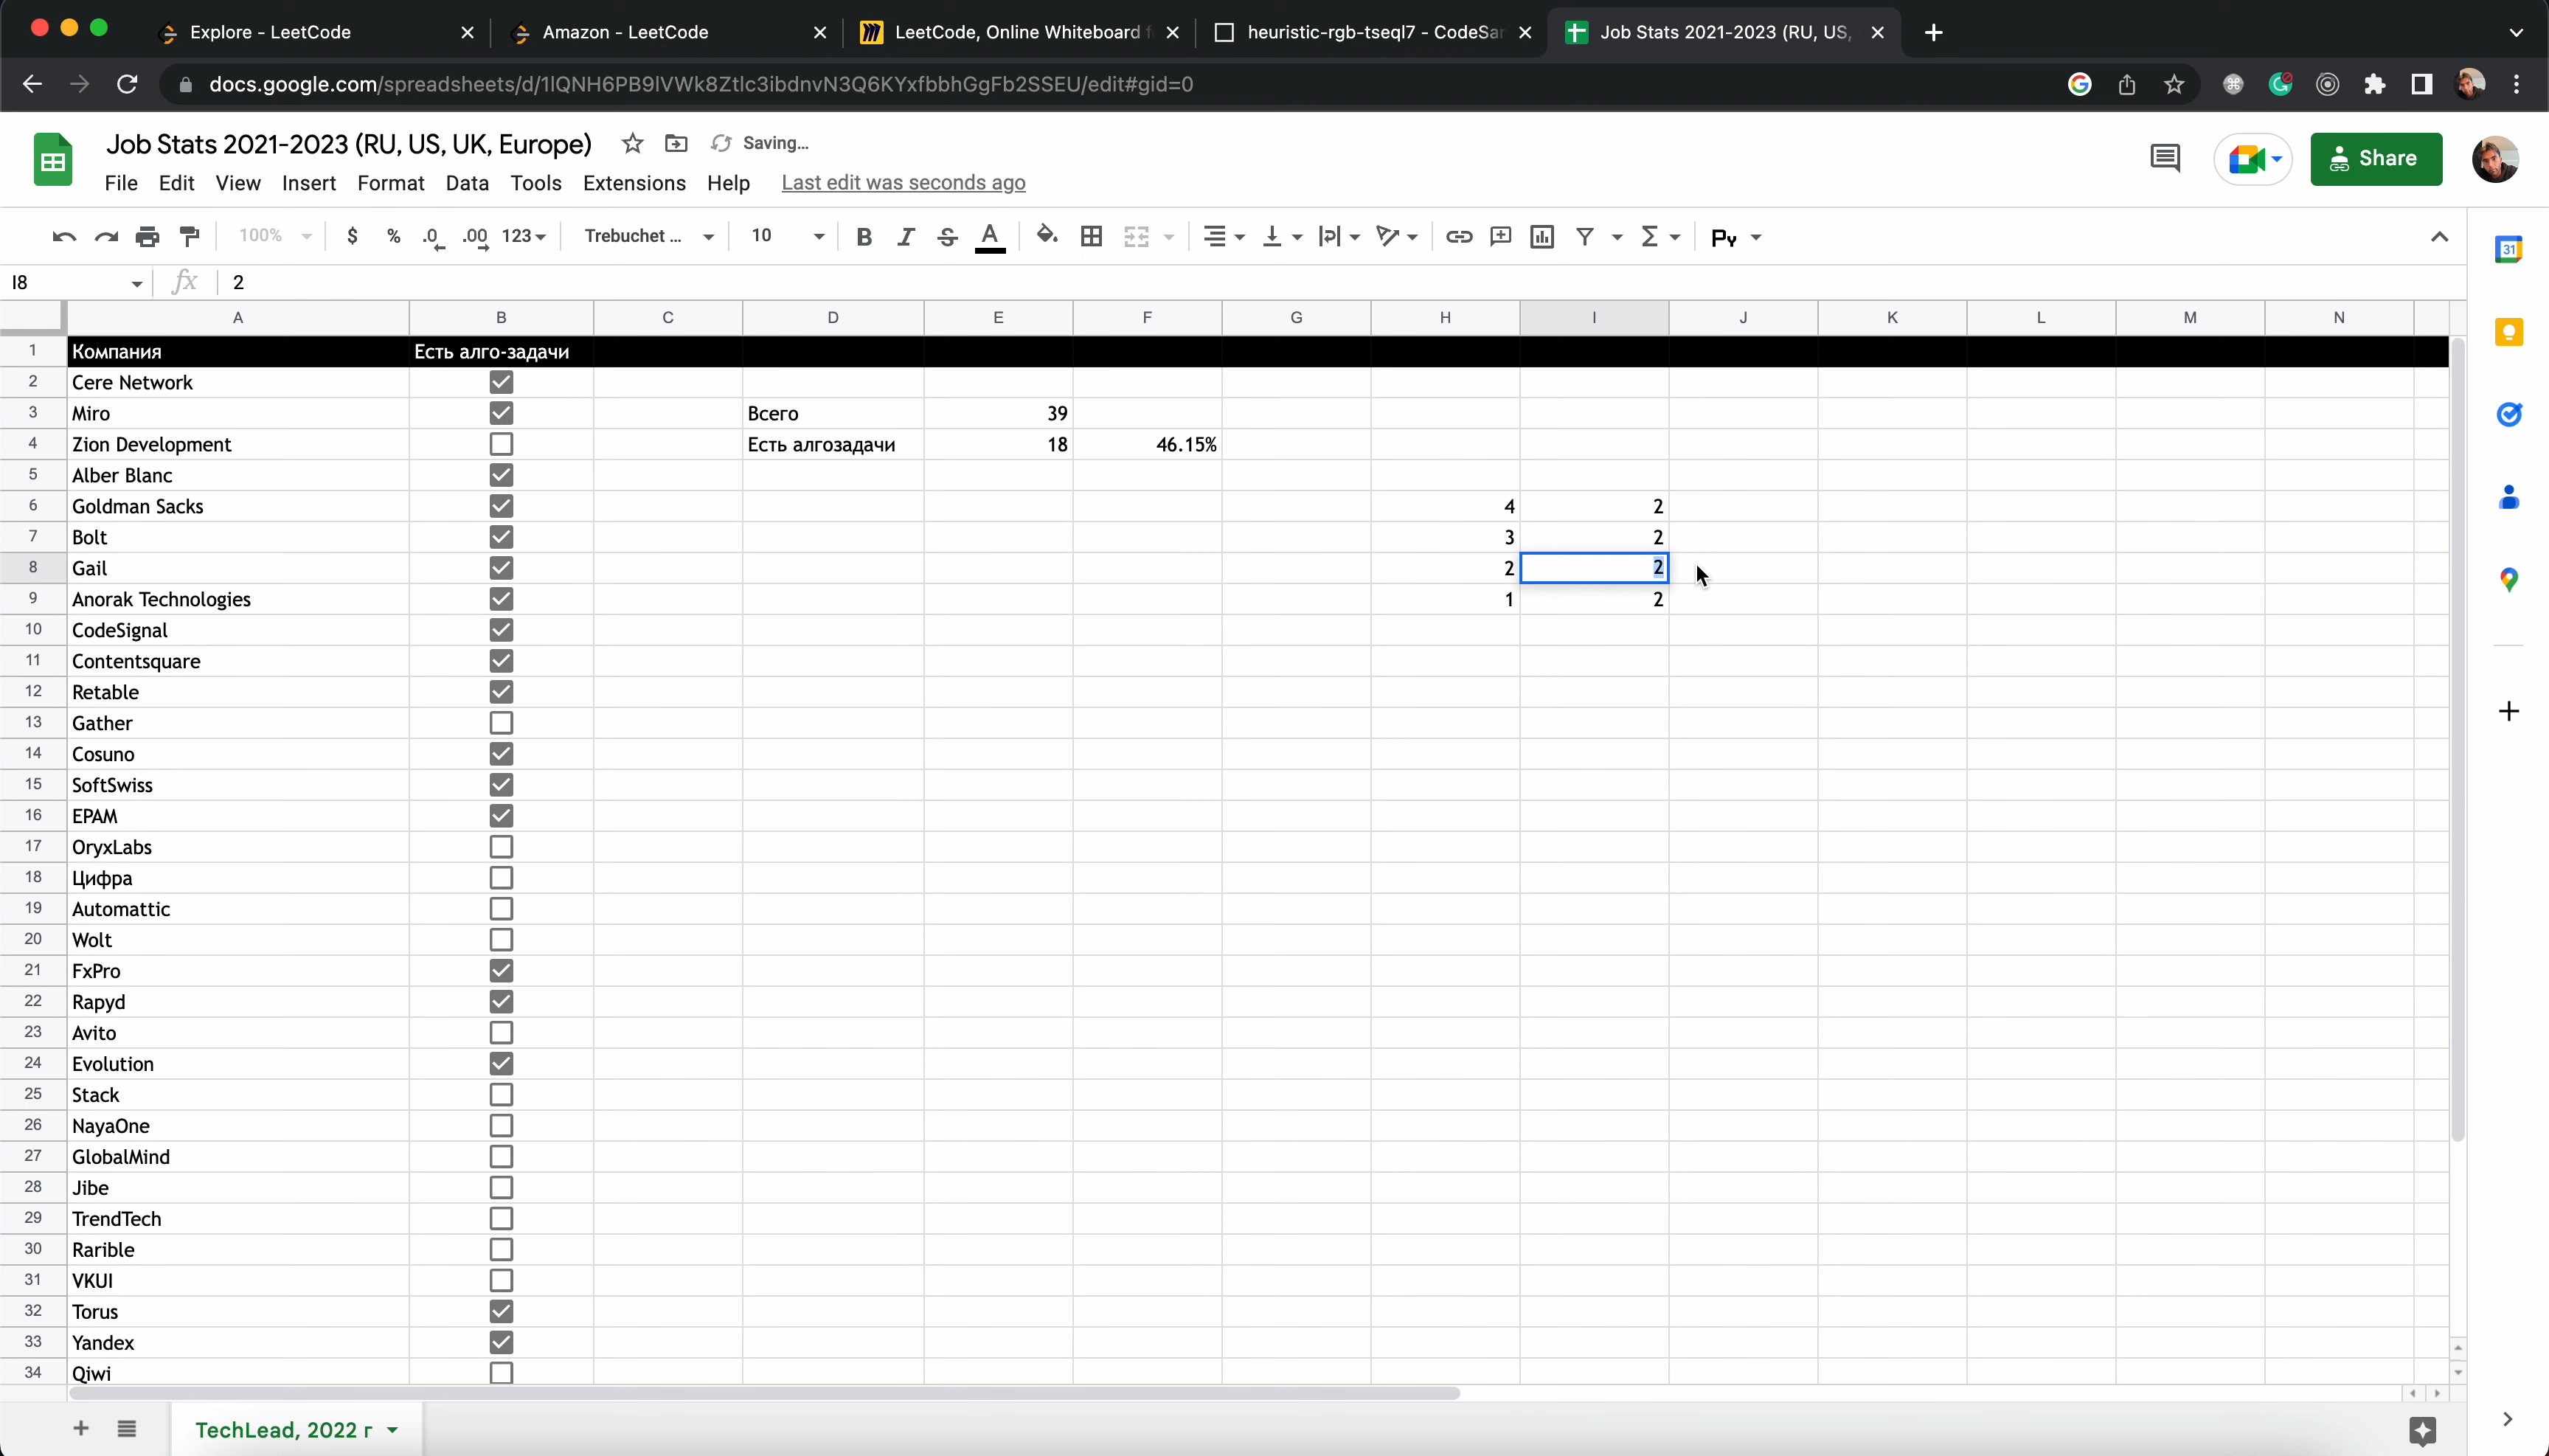 Explore - LeetCode
Amazon - LeetCode
LeetCode, Online Whiteboard f
heuristic-rgb-tseql7 - CodeSan
Job Stats 2021-2023 (RU, US,
docs.google.com/spreadsheets/d/1lQNH6PB9lVWk8Ztlc3ibdnvN3Q6KYxfbbhGgFb2SSEU/edit#gid=0
Job Stats 2021-2023 (RU, US, UK, Europe)
Saving...
Share
File Edit View Insert Format Data Tools Extensions Help Last edit was seconds ago
100% $ % .0 .00 123 Trebuchet ... 10 B I S A Σ Py
I8 fx 2
A B C D E F G H I J K L M N
1 Компания Есть алго-задачи
2 Cere Network
3 Miro Всего 39
4 Zion Development Есть алгозадачи 18 46.15%
5 Alber Blanc
6 Goldman Sacks 4 2
7 Bolt 3 2
8 Gail 2 2
9 Anorak Technologies 1 2
10 CodeSignal
11 Contentsquare
12 Retable
13 Gather
14 Cosuno
15 SoftSwiss
16 EPAM
17 OryxLabs
18 Цифра
19 Automattic
20 Wolt
21 FxPro
22 Rapyd
23 Avito
24 Evolution
25 Stack
26 NayaOne
27 GlobalMind
28 Jibe
29 TrendTech
30 Rarible
31 VKUI
32 Torus
33 Yandex
34 Qiwi
TechLead, 2022 г
31